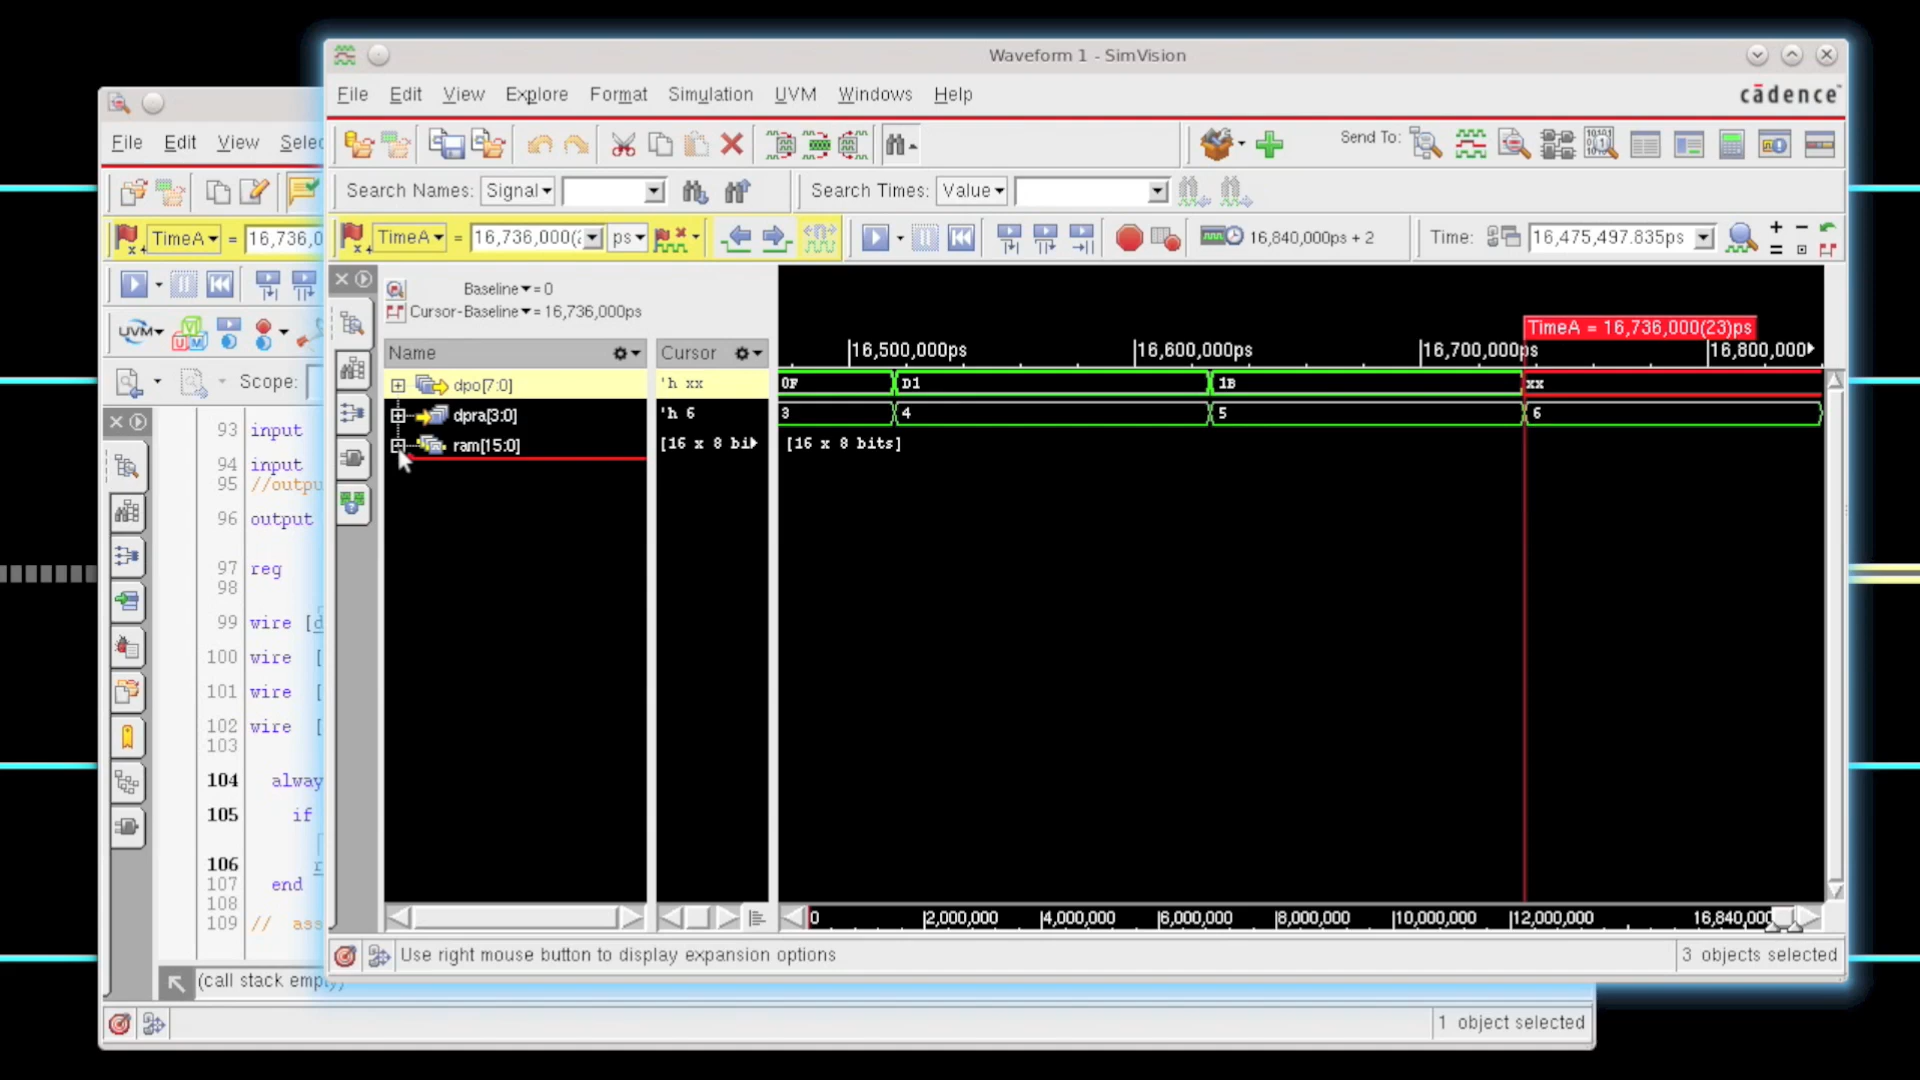 Waveform 1 - SimVision
File Edit View Explore Format Simulation UVM Windows Help
cādence
File Edit View Selec
Send To:
Search Names: Signal
Search Times: Value
TimeA = 16,736,0
TimeA = 16,736,000(2 ps
16,840,000ps + 2
Time: 16,475,497.835ps
Baseline = 0
Cursor-Baseline = 16,736,000ps
UVM
TimeA = 16,736,000(23)ps
Name
Cursor
16,500,000ps 16,600,000ps 16,700,000ps 16,800,000
Scope:
dpo[7:0] 'h xx 0F D1 1B xx
dpra[3:0] 'h 6 3 4 5 6
ram[15:0] [16 x 8 bi [16 x 8 bits]
93 input
94 input
95 //outpu
96 output
97 reg
98
99 wire [d
100 wire [
101 wire [
102 wire [
103
104 alway
105 if
106 r
107 end
108
109 // ass
0 2,000,000 4,000,000 6,000,000 8,000,000 10,000,000 12,000,000 16,840,000
Use right mouse button to display expansion options
3 objects selected
(call stack empty)
1 object selected